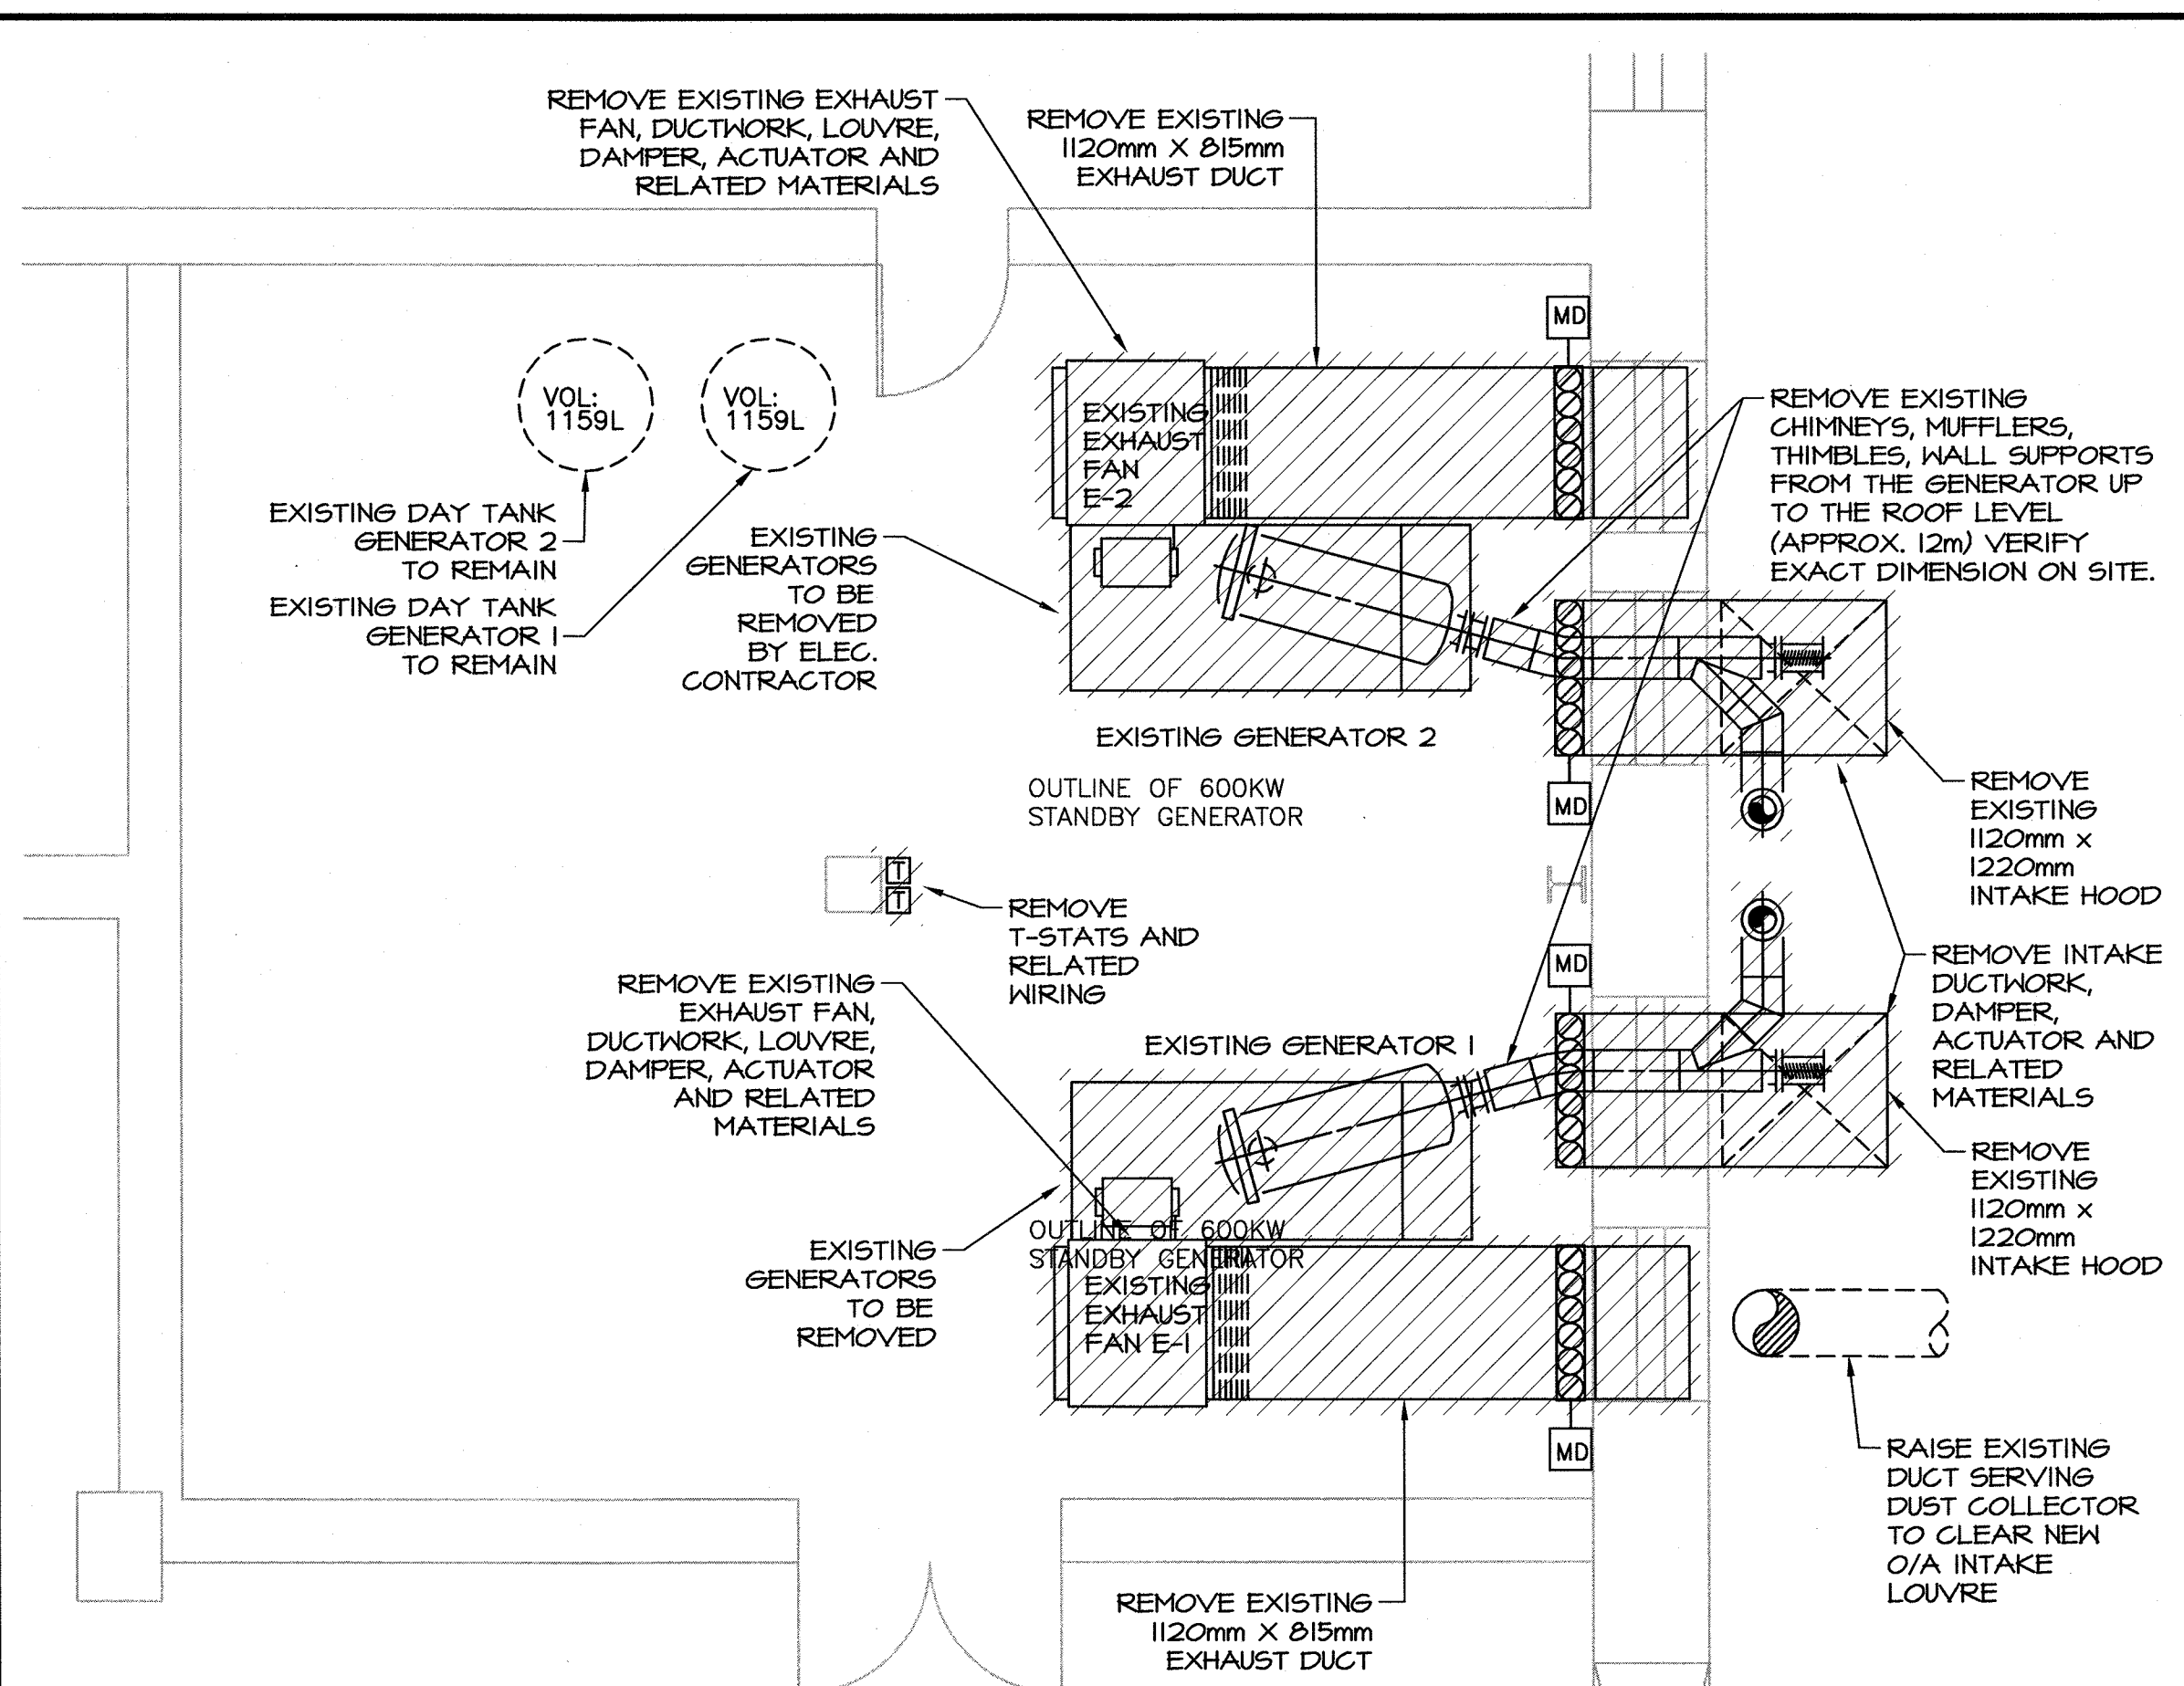 REMOVE EXISTING EXHAUST
FAN, DUCTWORK, LOUVRE,
DAMPER, ACTUATOR AND
RELATED MATERIALS
REMOVE EXISTING
1120mm X 815mm
EXHAUST DUCT
MD
VOL:
1159L
VOL:
1159L
EXISTING
EXHAUST
FAN
E-2
REMOVE EXISTING
CHIMNEYS, MUFFLERS,
THIMBLES, WALL SUPPORTS
FROM THE GENERATOR UP
TO THE ROOF LEVEL
(APPROX. 12m) VERIFY
EXACT DIMENSION ON SITE.
EXISTING DAY TANK
GENERATOR 2
TO REMAIN
EXISTING DAY TANK
GENERATOR 1
TO REMAIN
EXISTING
GENERATORS
TO BE
REMOVED
BY ELEC.
CONTRACTOR
EXISTING GENERATOR 2
OUTLINE OF 600KW
STANDBY GENERATOR
MD
REMOVE
EXISTING
1120mm x
1220mm
INTAKE HOOD
T
T
REMOVE
T-STATS AND
RELATED
WIRING
MD
REMOVE INTAKE
DUCTWORK,
DAMPER,
ACTUATOR AND
RELATED
MATERIALS
REMOVE EXISTING
EXHAUST FAN,
DUCTWORK, LOUVRE,
DAMPER, ACTUATOR
AND RELATED
MATERIALS
EXISTING GENERATOR 1
REMOVE
EXISTING
1120mm x
1220mm
INTAKE HOOD
OUTLINE OF 600KW
STANDBY GENERATOR
EXISTING
GENERATORS
TO BE
REMOVED
EXISTING
EXHAUST
FAN E-1
MD
RAISE EXISTING
DUCT SERVING
DUST COLLECTOR
TO CLEAR NEW
O/A INTAKE
LOUVRE
REMOVE EXISTING
1120mm X 815mm
EXHAUST DUCT